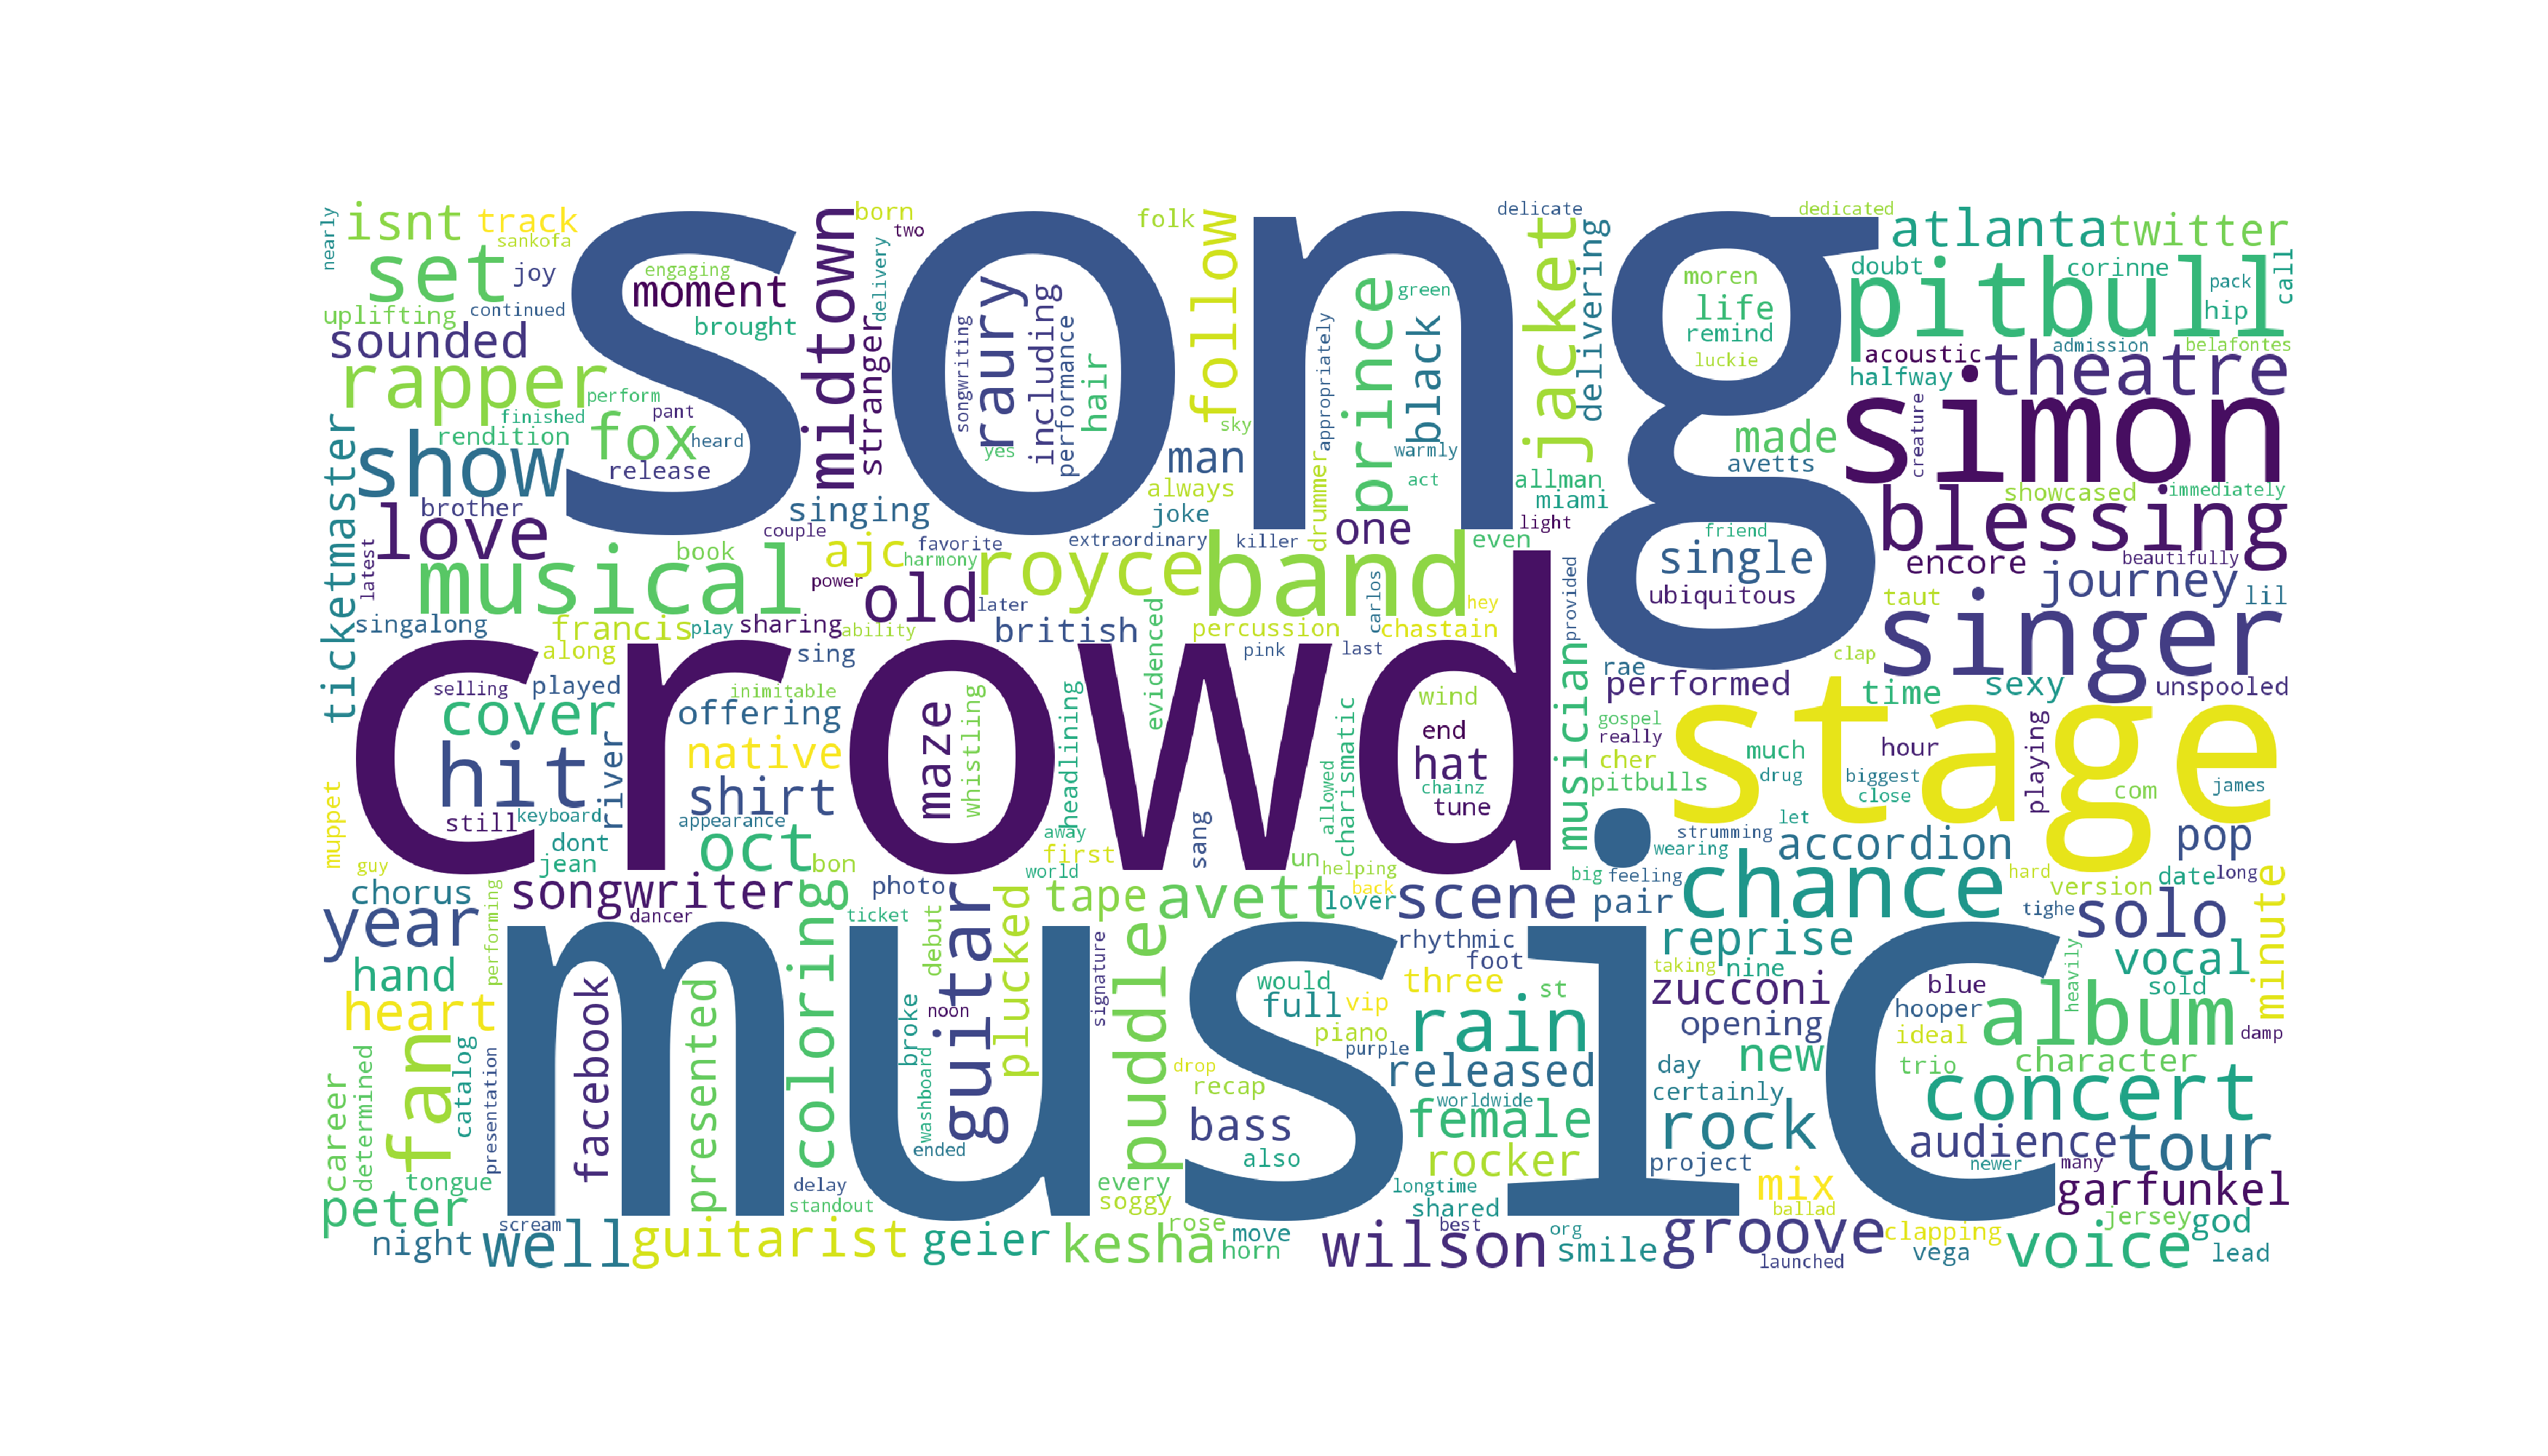 song
crowd
music
stage
simon
singer
pitbull
blessing
theatre
band
musical
chance
concert
album
show
set
rapper
love
hit
fan
rain
rock
tour
voice
groove
wilson
kesha
well
guitarist
guitar
puddle
avett
scene
solo
year
oct
cover
fox
royce
old
midtown
raury
follow
prince
jacket
black
atlanta
twitter
isnt
track
sankofa
nearly
joy
continued
uplifting
sounded
engaging
moment
brought
born
two
delivery
stranger
songwriting
including
performance
hair
yes
folk
sky
man
always
joke
appropriately
green
warmly
act
delicate
delivering
allman
miami
light
moren
life
remind
luckie
dedicated
doubt
corinne
pack
call
hip
acoustic
admission
belafontes
halfway
creature
made
avetts
showcased
immediately
friend
single
ubiquitous
encore
beautifully
journey
taut
lil
perform
finished
pant
rendition
heard
release
ticketmaster
brother
latest
singalong
book
francis
play
sharing
ability
along
sing
singing
couple
ajc
favorite
harmony
power
later
british
extraordinary
killer
drummer
one
even
hey
carlos
percussion
chastain
pink
last
provided
musician
rae
performed
clap
time
sexy
unspooled
selling
played
inimitable
offering
native
shirt
river
still
keyboard
appearance
dont
jean
bon
maze
whistling
headlining
evidenced
away
first
world
sang
un
helping
back
allowed
charismatic
wind
end
hat
chainz
tune
gospel
really
cher
pitbulls
much
drug
hour
biggest
close
playing
com
james
strumming
let
wearing
accordion
pop
muppet
guy
chorus
songwriter
dancer
performing
coloring
photo
ticket
debut
plucked
tape
lover
signature
big
feeling
pair
hard
version
date
long
tighe
minute
hand
heart
facebook
presented
broke
noon
washboard
ended
rhythmic
foot
would
full
vip
three
st
piano
purple
drop
recap
released
worldwide
bass
female
also
rocker
reprise
taking
nine
zucconi
opening
new
day
certainly
blue
hooper
ideal
trio
vocal
sold
heavily
damp
character
audience
newer
many
project
mix
ballad
garfunkel
career
determined
catalog
presentation
tongue
peter
night
scream
delay
standout
geier
every
soggy
rose
move
horn
longtime
shared
best
org
smile
launched
clapping
vega
jersey
god
lead